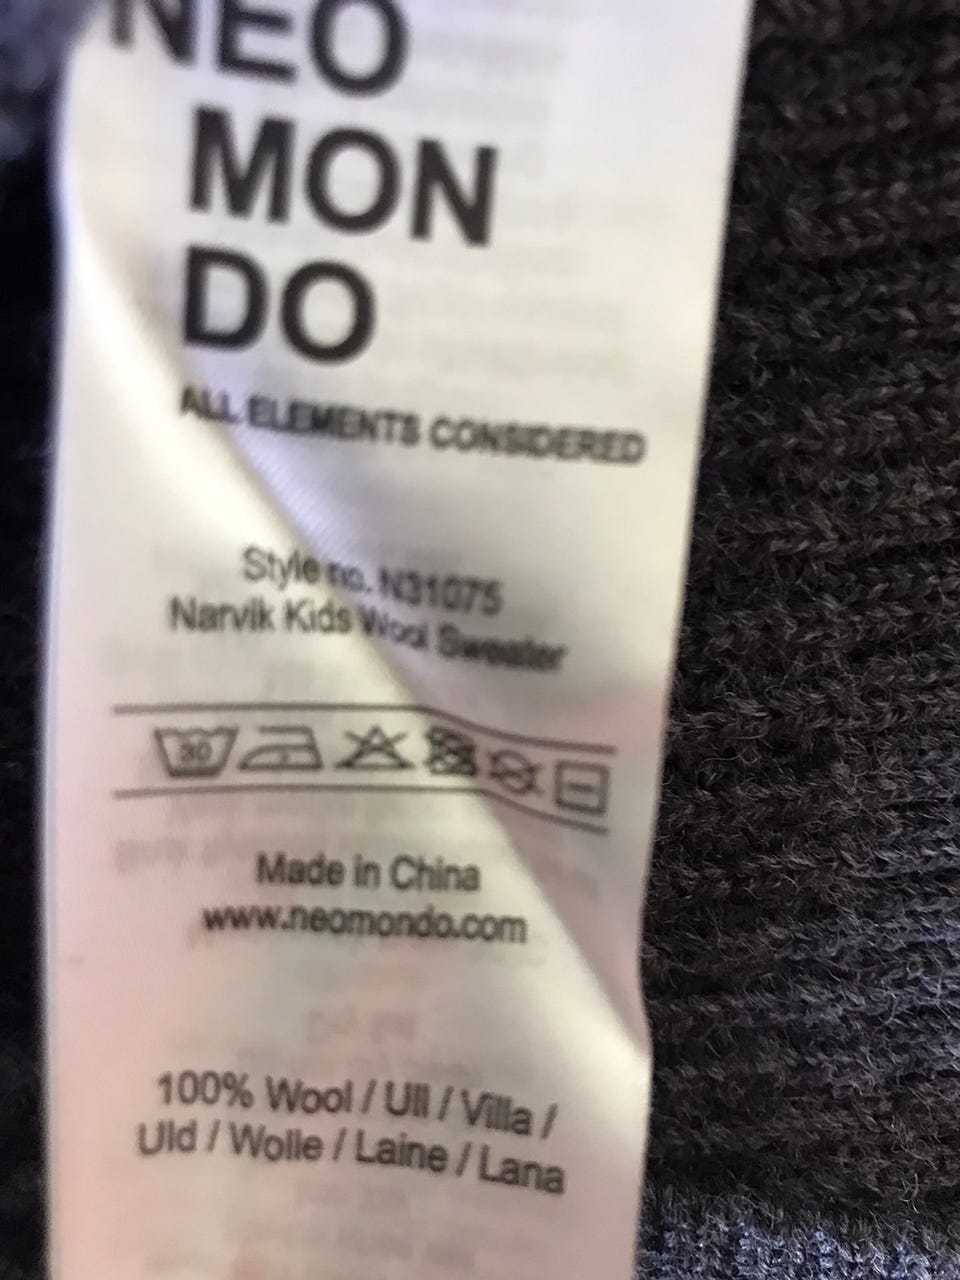 NEO
MON
DO
ALL ELEMENTS CONSIDERED
Style no. N31075
Narvik Kids Wool Sweater
30
Made in China
www.neomondo.com
100% Wool / Ull / Villa /
Uld / Wolle / Laine / Lana